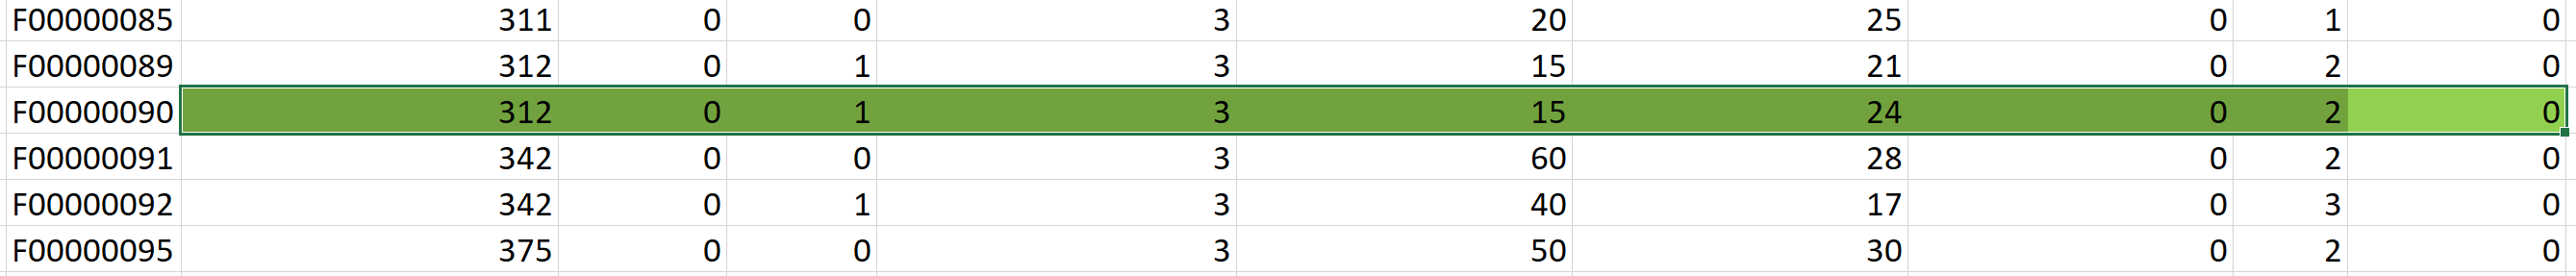 F00000085 311 0 0 3 20 25 0 1 0
F00000089 312 0 1 3 15 21 0 2 0
F00000090 312 0 1 3 15 24 0 2 0
F00000091 342 0 0 3 60 28 0 2 0
F00000092 342 0 1 3 40 17 0 3 0
F00000095 375 0 0 3 50 30 0 2 0